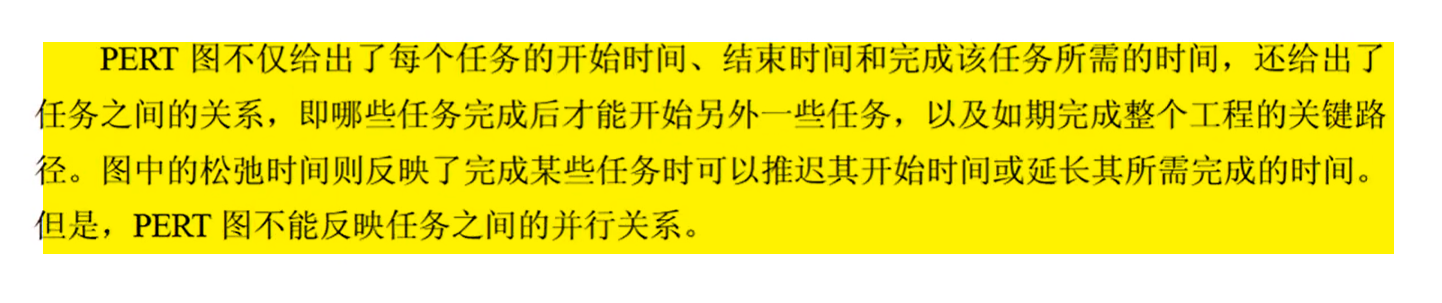 PERT 图不仅给出了每个任务的开始时间、结束时间和完成该任务所需的时间，还给出了
任务之间的关系，即哪些任务完成后才能开始另外一些任务，以及如期完成整个工程的关键路
径。图中的松弛时间则反映了完成某些任务时可以推迟其开始时间或延长其所需完成的时间。
但是，PERT 图不能反映任务之间的并行关系。